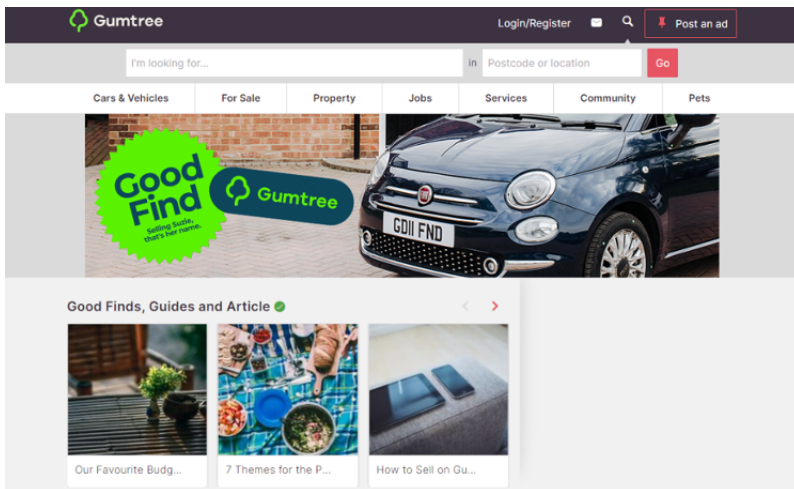 Gumtree
Login/Register
Post an ad
I'm looking for...
in
Postcode or location
Go
Cars & Vehicles
For Sale
Property
Jobs
Services
Community
Pets
Good
Find
Selling Suzie,
that's her name.
Gumtree
GD11 FND
Good Finds, Guides and Article
Our Favourite Budg...
7 Themes for the P...
How to Sell on Gu...